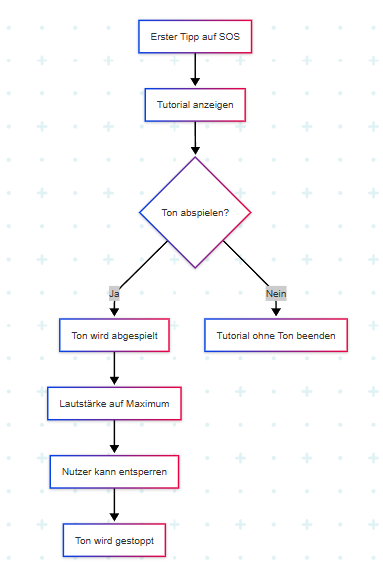 Erster Tipp auf SOS
Tutorial anzeigen
Ton abspielen?
Ja
Nein
Ton wird abgespielt
Tutorial ohne Ton beenden
Lautstärke auf Maximum
Nutzer kann entsperren
Ton wird gestoppt